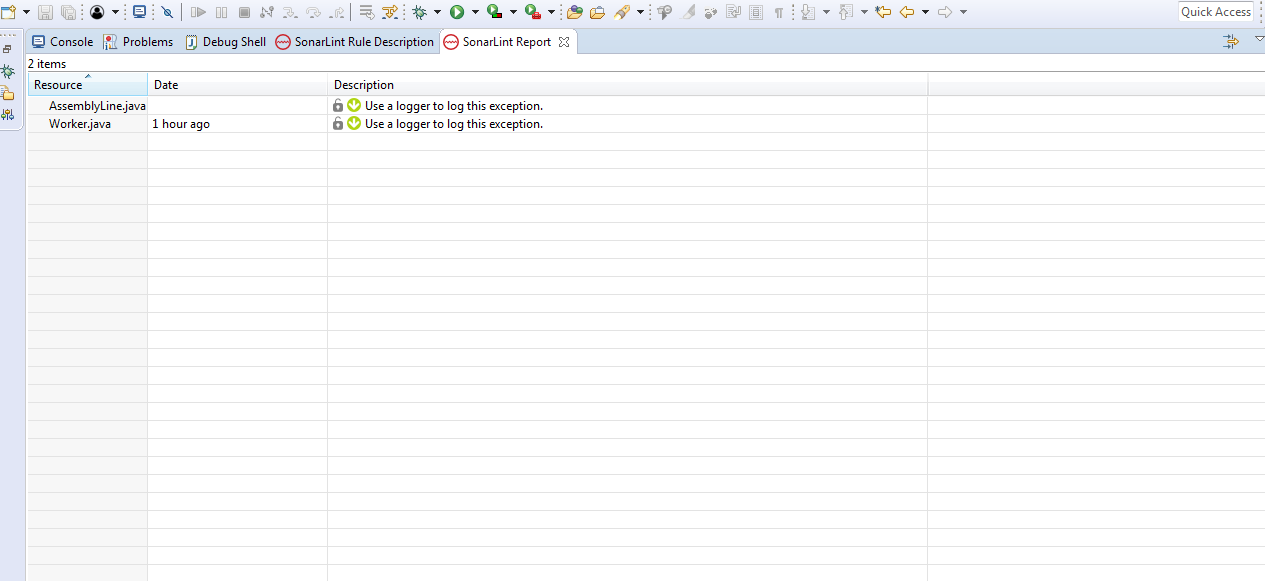 Quick Access
Console Problems Debug Shell SonarLint Rule Description SonarLint Report
2 items
Resource Date Description
AssemblyLine.java Use a logger to log this exception.
Worker.java 1 hour ago Use a logger to log this exception.